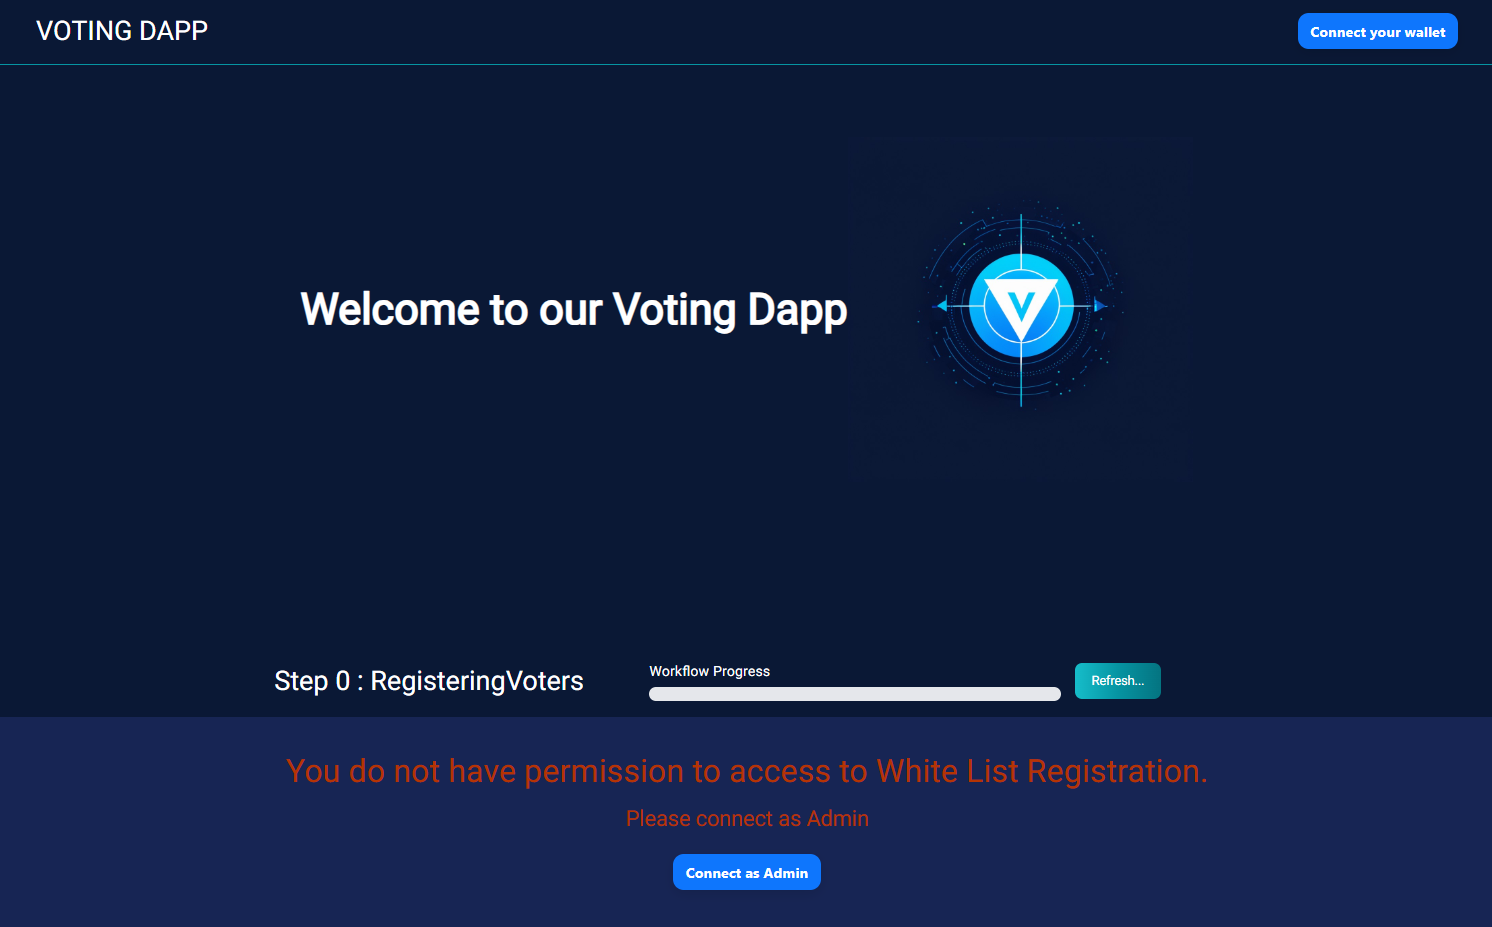 VOTING DAPP
Connect your wallet
Welcome to our Voting Dapp
V
Step 0 : RegisteringVoters
Workflow Progress
Refresh...
You do not have permission to access to White List Registration.
Please connect as Admin
Connect as Admin